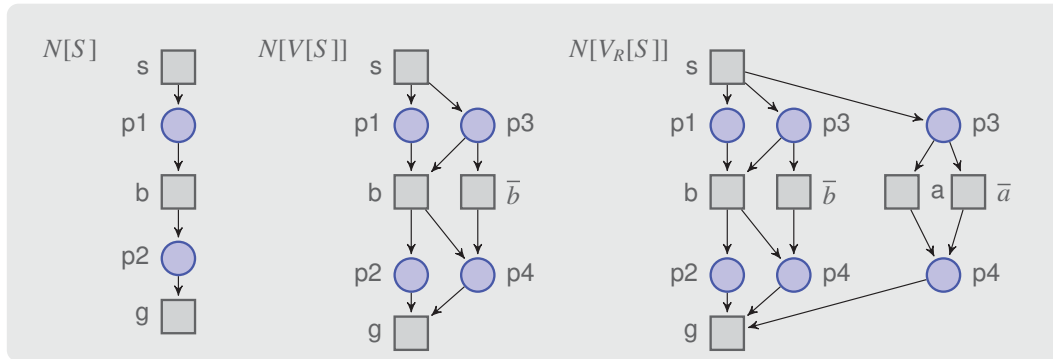 N[S] N[V[S]] N[V_R[S]]
s s s
p1 p1 p3 p1 p3 p3
b b b̅ b b̅ a a̅
p2 p2 p4 p2 p4 p4
g g g